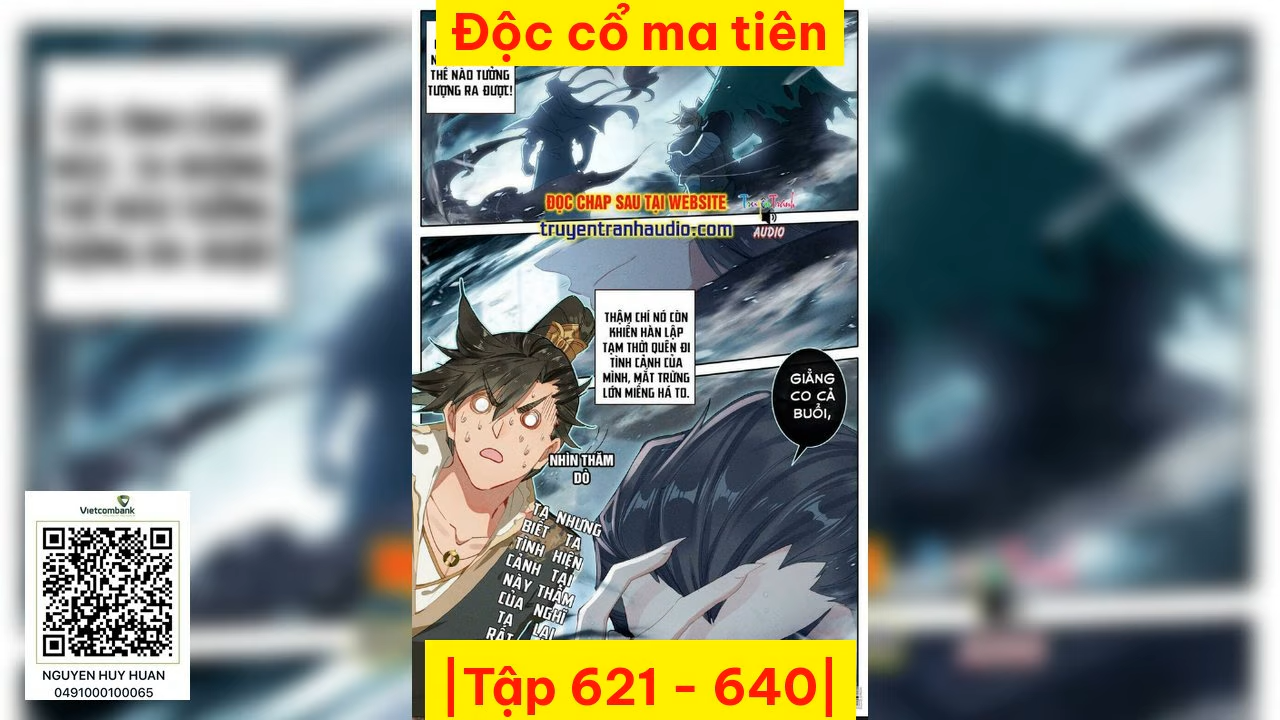 Độc cổ ma tiên
THẾ NÀO TƯỜNG
TƯỢNG RA ĐƯỢC!
ĐỌC CHAP SAU TẠI WEBSITE
truyentranhaudio.com
AUDIO
THẬM CHÍ NÓ CÒN
KHIẾN HÀN LẬP
TẠM THỜI QUÊN ĐI
TÌNH CẢNH CỦA
MÌNH, MẮT TRỪNG
LỚN MIỆNG HÁ TO.
GIẰNG
CO CẢ
BUỔI,
NHÌN THĂM
DÒ
TA NHƯNG
BIẾT TA
TÌNH HIỆN
CẢNH TẠI
NÀY THẦM
CỦA NGHĨ
TA LẠI
RẤT
Vietcombank
NGUYEN HUY HUAN
0491000100065
|Tập 621 - 640|